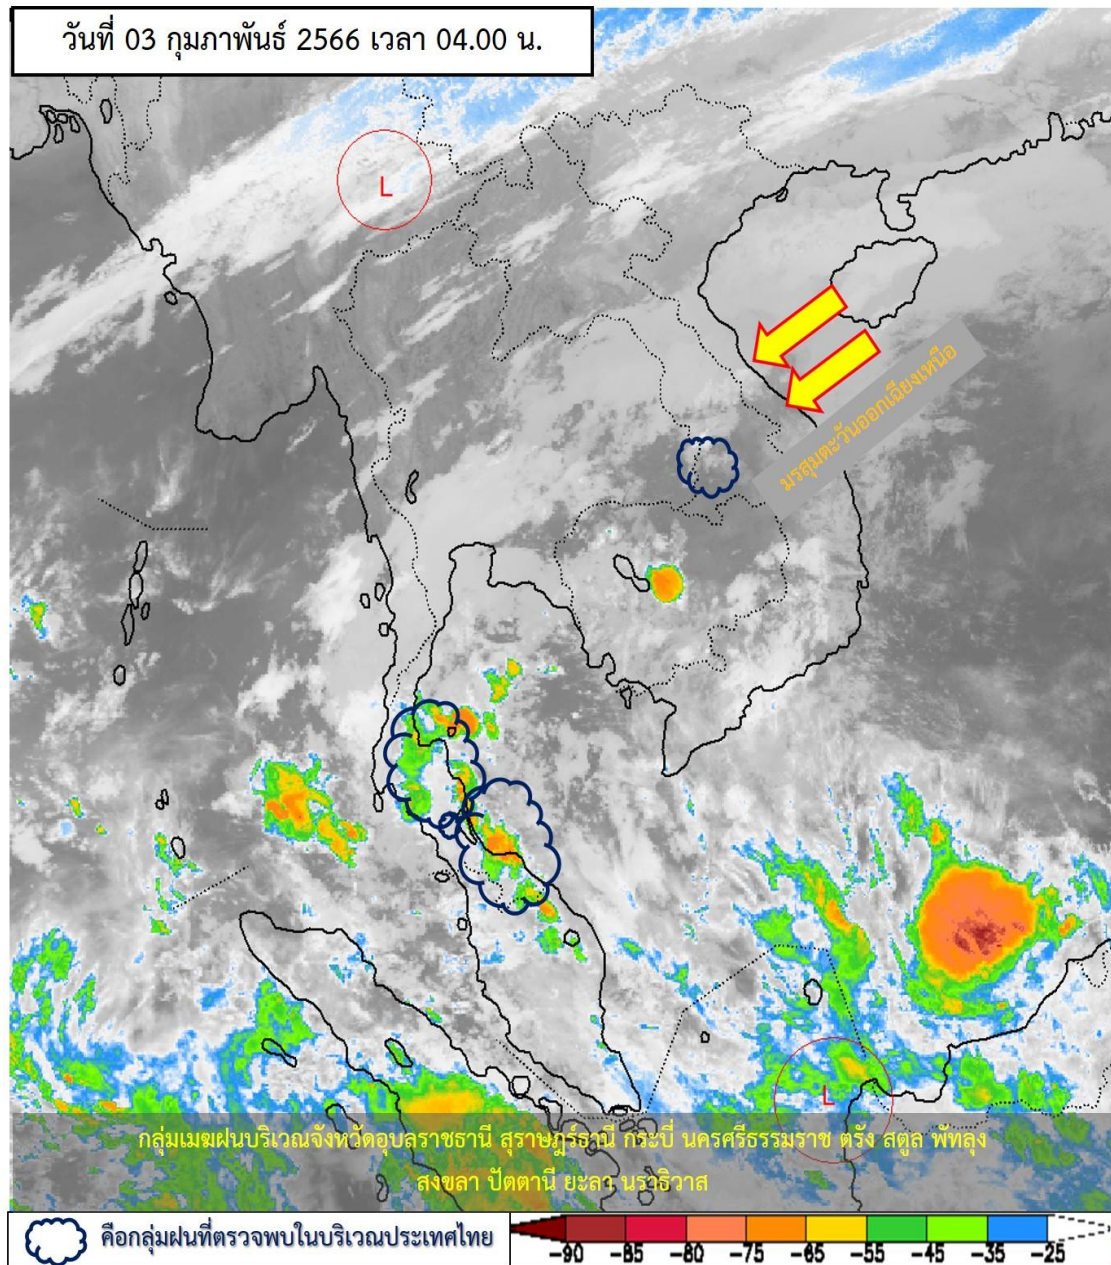 วันที่ 03 กุมภาพันธ์ 2566 เวลา 04.00 น.
L
มรสุมตะวันออกเฉียงเหนือ
L
กลุ่มเมฆฝนบริเวณจังหวัดอุบลราชธานี สุราษฎร์ธานี กระบี่ นครศรีธรรมราช ตรัง สตูล พัทลุง
สงขลา ปัตตานี ยะลา นราธิวาส
คือกลุ่มฝนที่ตรวจพบในบริเวณประเทศไทย
-90 -85 -80 -75 -65 -55 -45 -35 -25